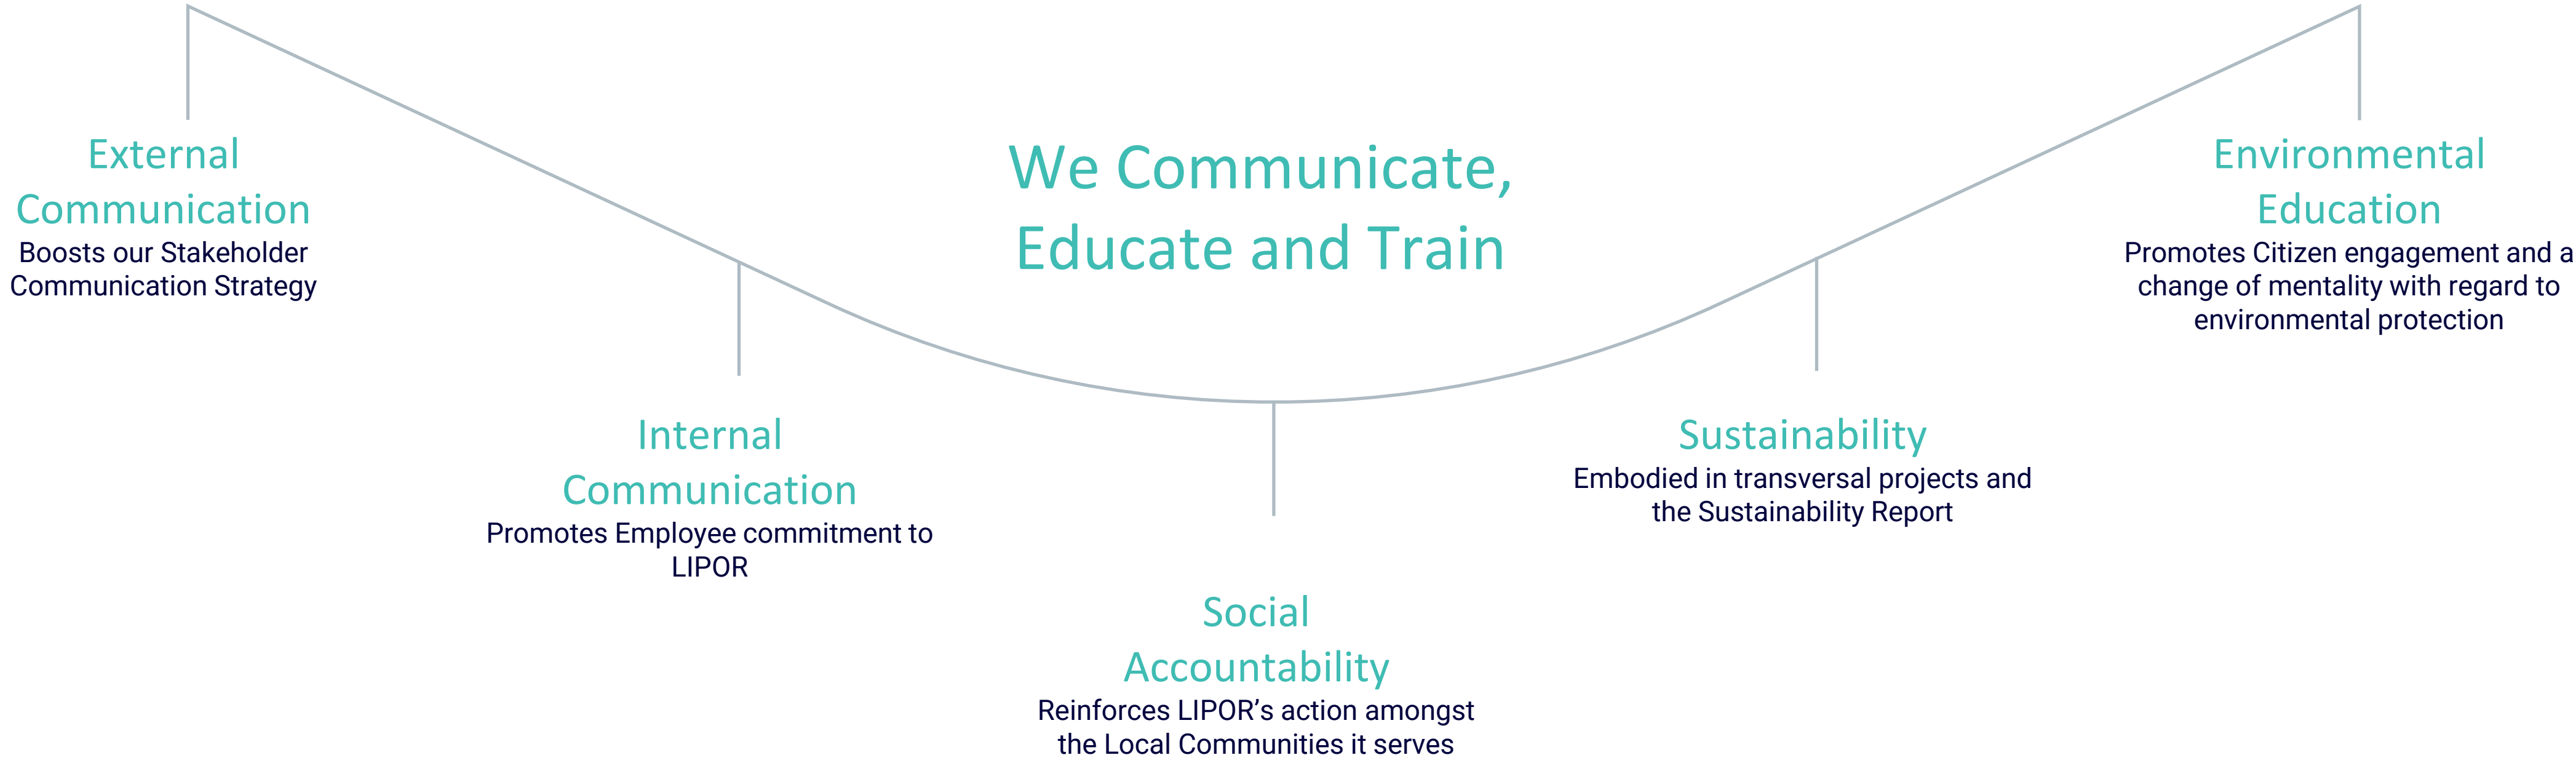 We Communicate,
Educate and Train
External
Communication
Boosts our Stakeholder
Communication Strategy
Internal
Communication
Promotes Employee commitment to
LIPOR
Social
Accountability
Reinforces LIPOR’s action amongst
the Local Communities it serves
Sustainability
Embodied in transversal projects and
the Sustainability Report
Environmental
Education
Promotes Citizen engagement and a
change of mentality with regard to
environmental protection